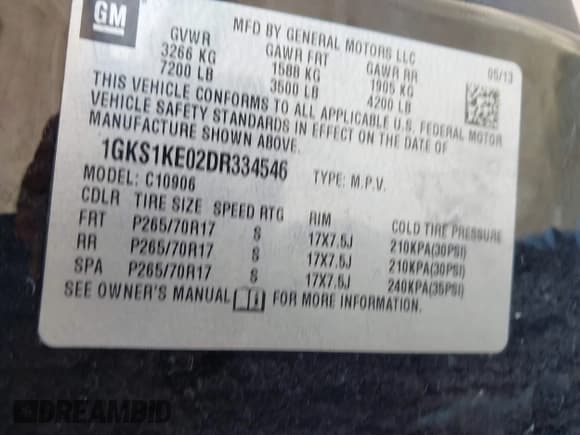 GM
MFD BY GENERAL MOTORS LLC
GVWR GAWR FRT GAWR RR
3266 KG 1588 KG 1905 KG
7200 LB 3500 LB 4200 LB
05/13
THIS VEHICLE CONFORMS TO ALL APPLICABLE U.S. FEDERAL MOTOR
VEHICLE SAFETY STANDARDS IN EFFECT ON THE DATE OF
MANUFACTURE SHOWN ABOVE.
1GKS1KE02DR334546 TYPE: M.P.V.
MODEL: C10906
CDLR TIRE SIZE SPEED RTG RIM COLD TIRE PRESSURE
FRT P265/70R17 S 17X7.5J 210KPA(30PSI)
RR P265/70R17 S 17X7.5J 210KPA(30PSI)
SPA P265/70R17 S 17X7.5J 240KPA(35PSI)
SEE OWNER'S MANUAL FOR MORE INFORMATION.
DREAMBID